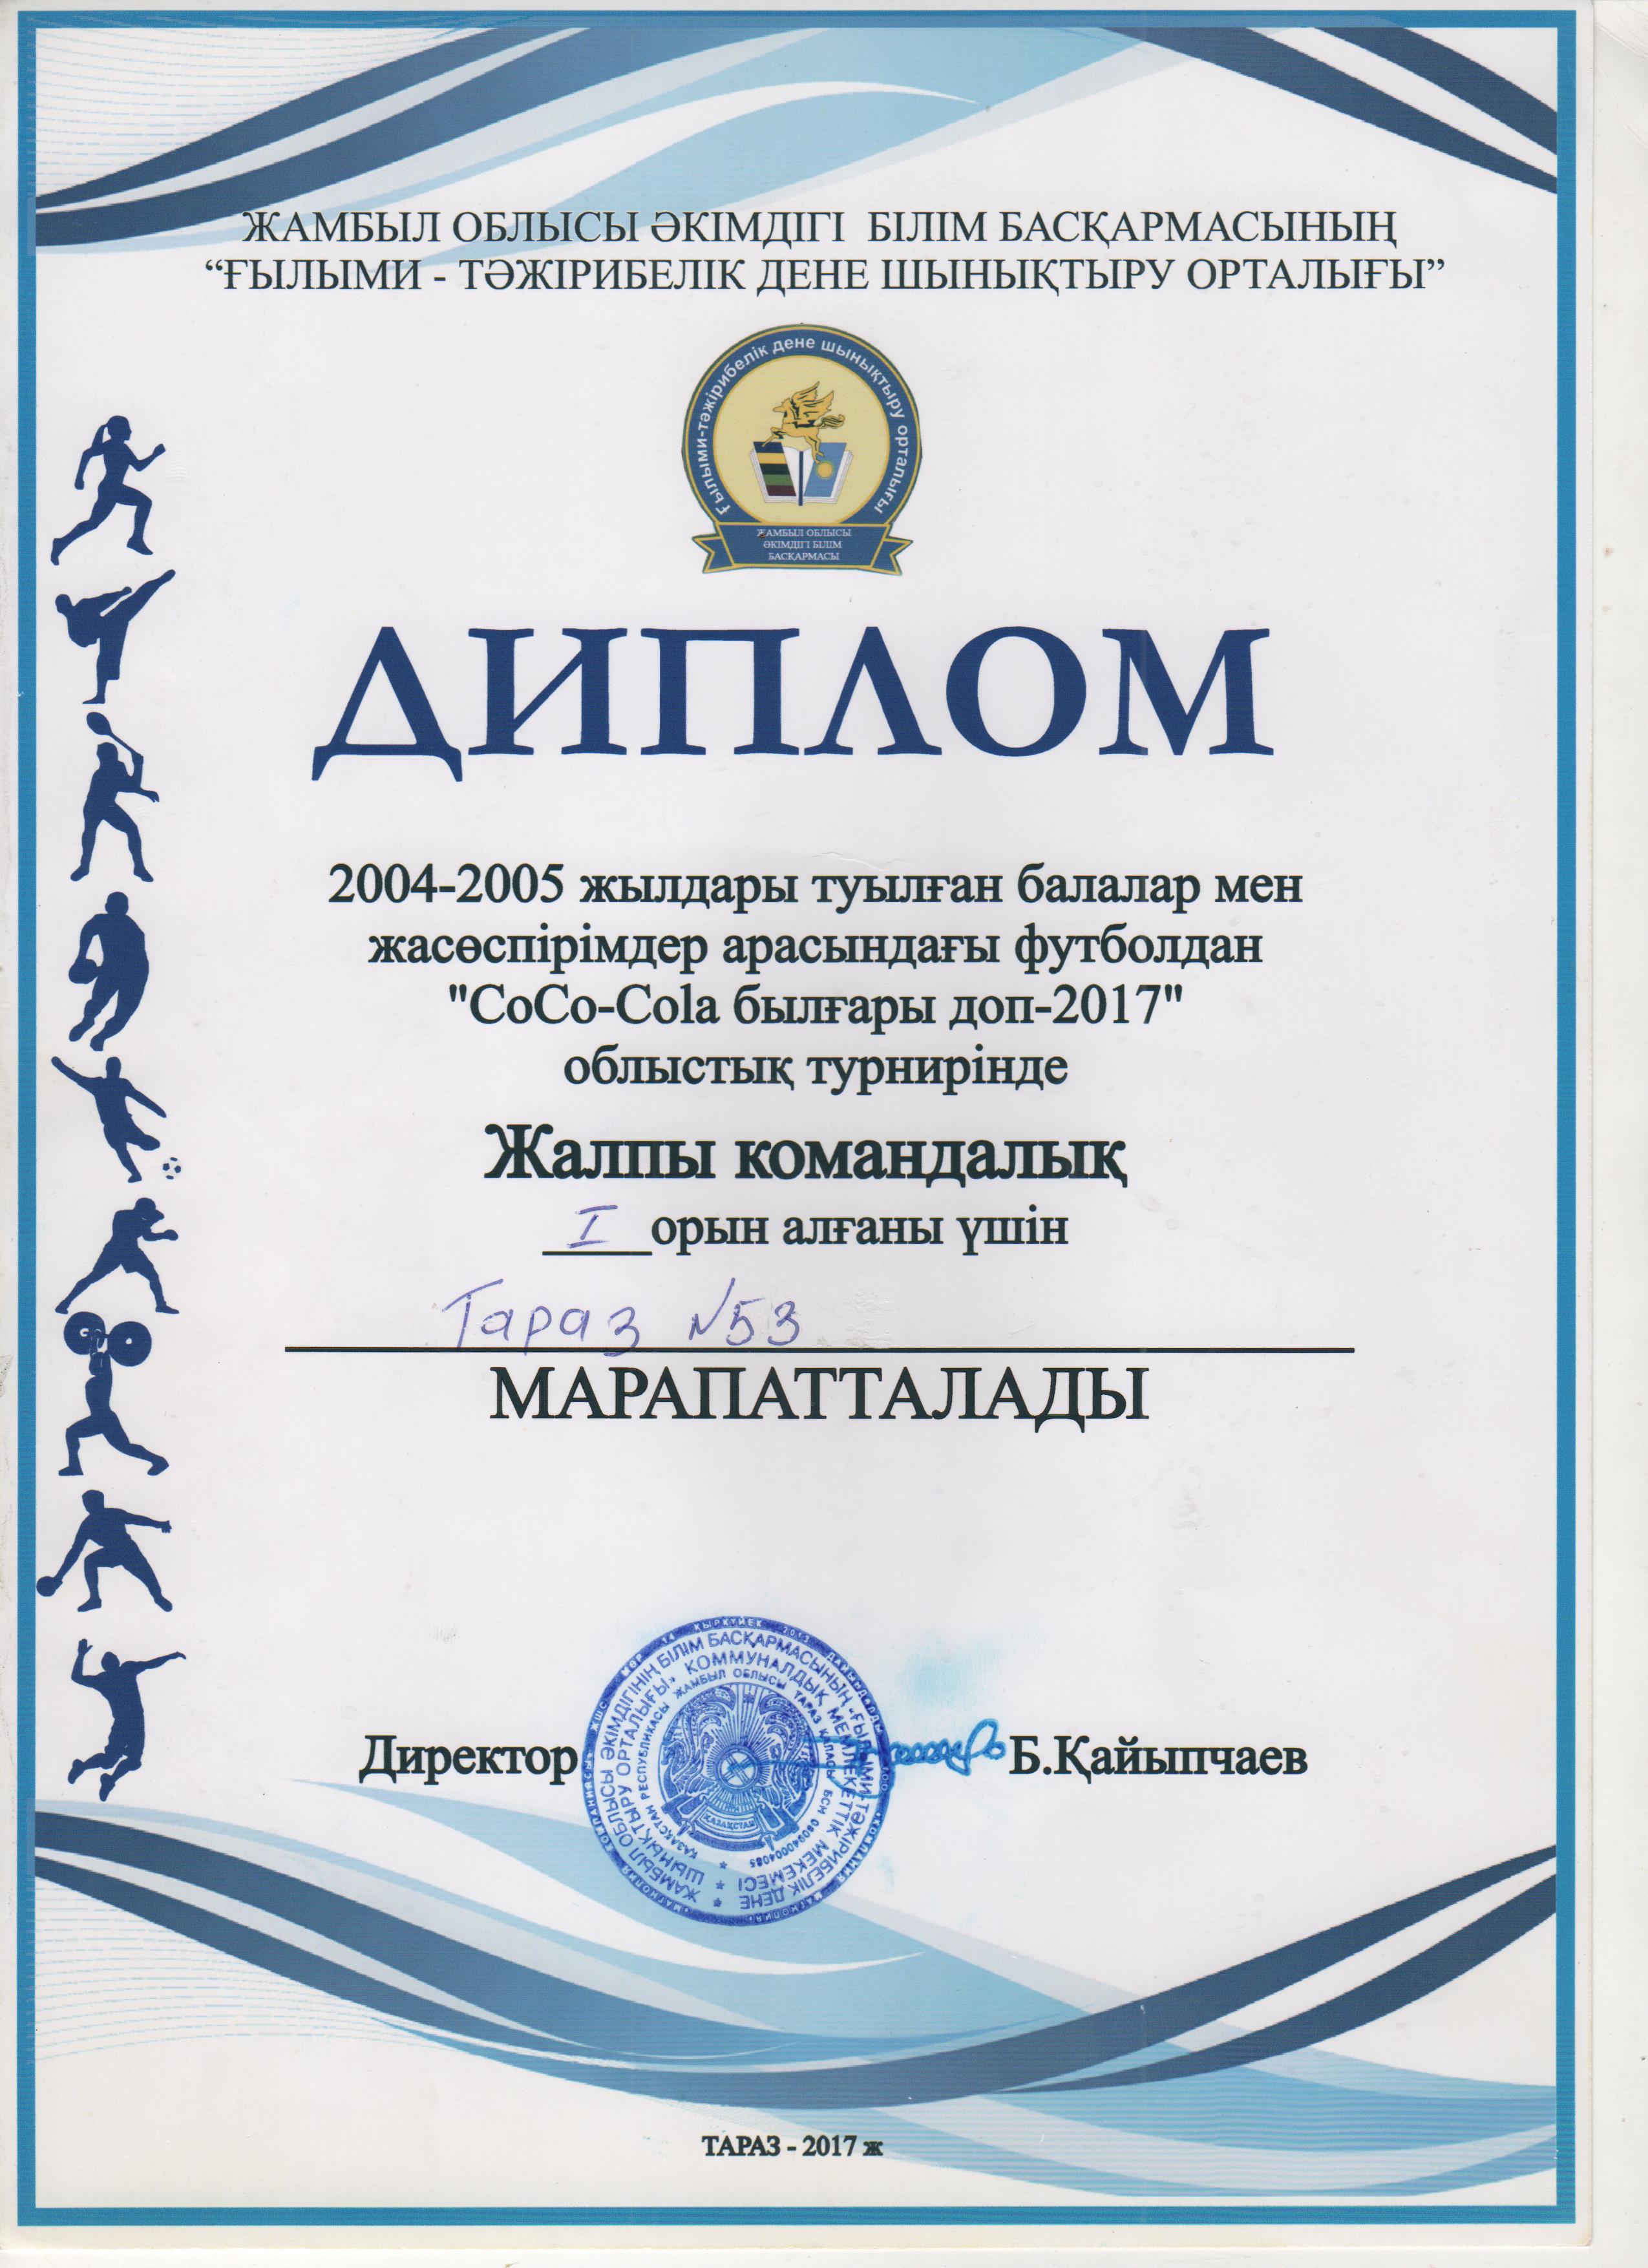 ЖАМБЫЛ ОБЛЫСЫ ӘКІМДІГІ БІЛІМ БАСҚАРМАСЫНЫҢ
“ҒЫЛЫМИ - ТӘЖІРИБЕЛІК ДЕНЕ ШЫНЫҚТЫРУ ОРТАЛЫҒЫ”
Ғылыми-тәжірибелік дене шынықтыру орталығы
ЖАМБЫЛ ОБЛЫСЫ
ӘКІМДІГІ БІЛІМ
БАСҚАРМАСЫ
ДИПЛОМ
2004-2005 жылдары туылған балалар мен
жасөспірімдер арасындағы футболдан
"CoCo-Cola былғары доп-2017"
облыстық турнирінде
Жалпы командалық
I орын алғаны үшін
Тараз №53
МАРАПАТТАЛАДЫ
Директор Б.Қайыпчаев
ЖАМБЫЛ ОБЛЫСЫ ӘКІМДІГІНІҢ БІЛІМ БАСҚАРМАСЫНЫҢ «ҒЫЛЫМИ-ТӘЖІРИБЕЛІК ДЕНЕ
ШЫНЫҚТЫРУ ОРТАЛЫҒЫ» КОММУНАЛДЫҚ МЕМЛЕКЕТТІК МЕКЕМЕСІ
ҚАЗАҚСТАН РЕСПУБЛИКАСЫ ЖАМБЫЛ ОБЛЫСЫ ТАРАЗ ҚАЛАСЫ БСН
ҚАЗАҚСТАН
ТАРАЗ - 2017 ж